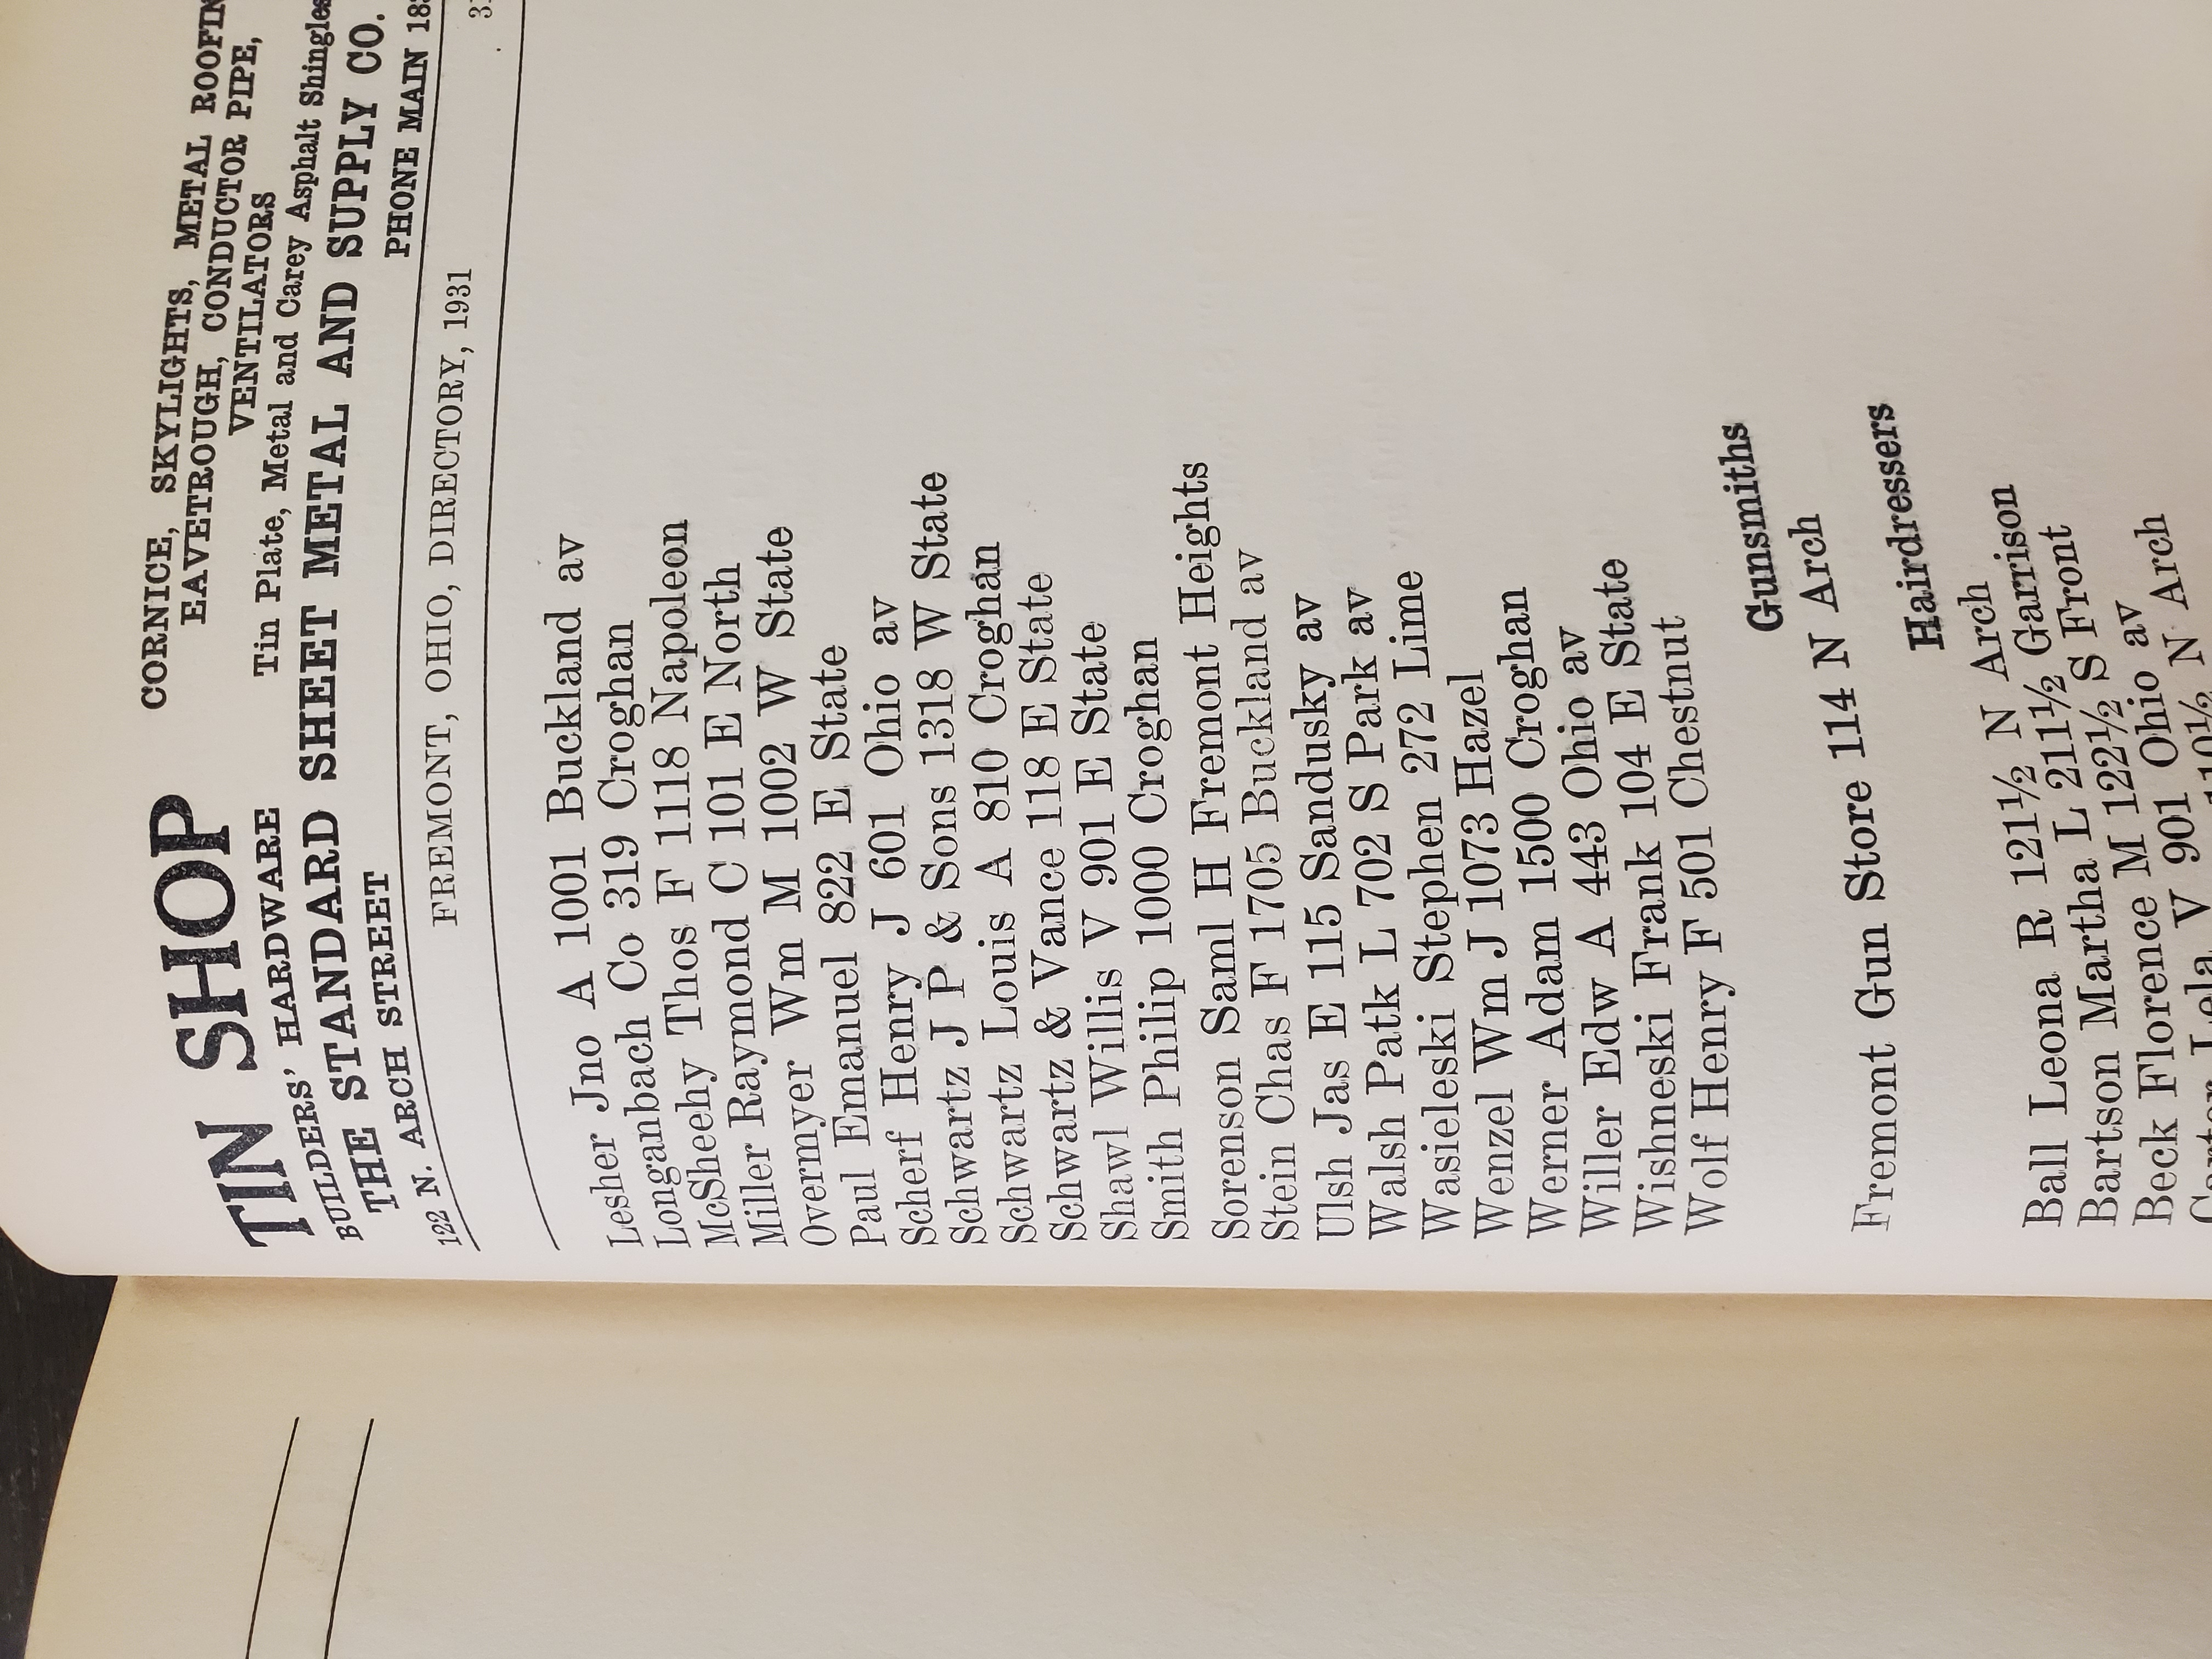 TIN SHOP
CORNICE, SKYLIGHTS, METAL
EAVETROUGH, CONDUCTOR PIPE,
VENTILATORS
BUILDERS' HARDWARE
Tin Plate, Metal and Carey Asphalt Shingles
THE STANDARD SHEET METAL AND SUPPLY CO.
122 N. ARCH STREET
PHONE MAIN
FREMONT, OHIO, DIRECTORY, 1931
Lesher Jno A 1001 Buckland av
Longanbach Co 319 Croghan
McSheehy Thos F 1118 Napoleon
Miller Raymond C 101 E North
Overmyer Wm M 1002 W State
Paul Emanuel 822 E State
Scherf Henry J 601 Ohio av
Schwartz J P & Sons 1318 W State
Schwartz Louis A 810 Croghan
Schwartz & Vance 118 E State
Shawl Willis V 901 E State
Smith Philip 1000 Croghan
Sorenson Saml H Fremont Heights
Stein Chas F 1705 Buckland av
Ulsh Jas E 115 Sandusky av
Walsh Patk L 702 S Park av
Wasieleski Stephen 272 Lime
Wenzel Wm J 1073 Hazel
Werner Adam 1500 Croghan
Willer Edw A 443 Ohio av
Wishneski Frank 104 E State
Wolf Henry F 501 Chestnut
Gunsmiths
Fremont Gun Store 114 N Arch
Hairdressers
Ball Leona R 121½ N Arch
Bartson Martha L 211½ Garrison
Beck Florence M 122½ S Front
V 901 Ohio av
N Arch